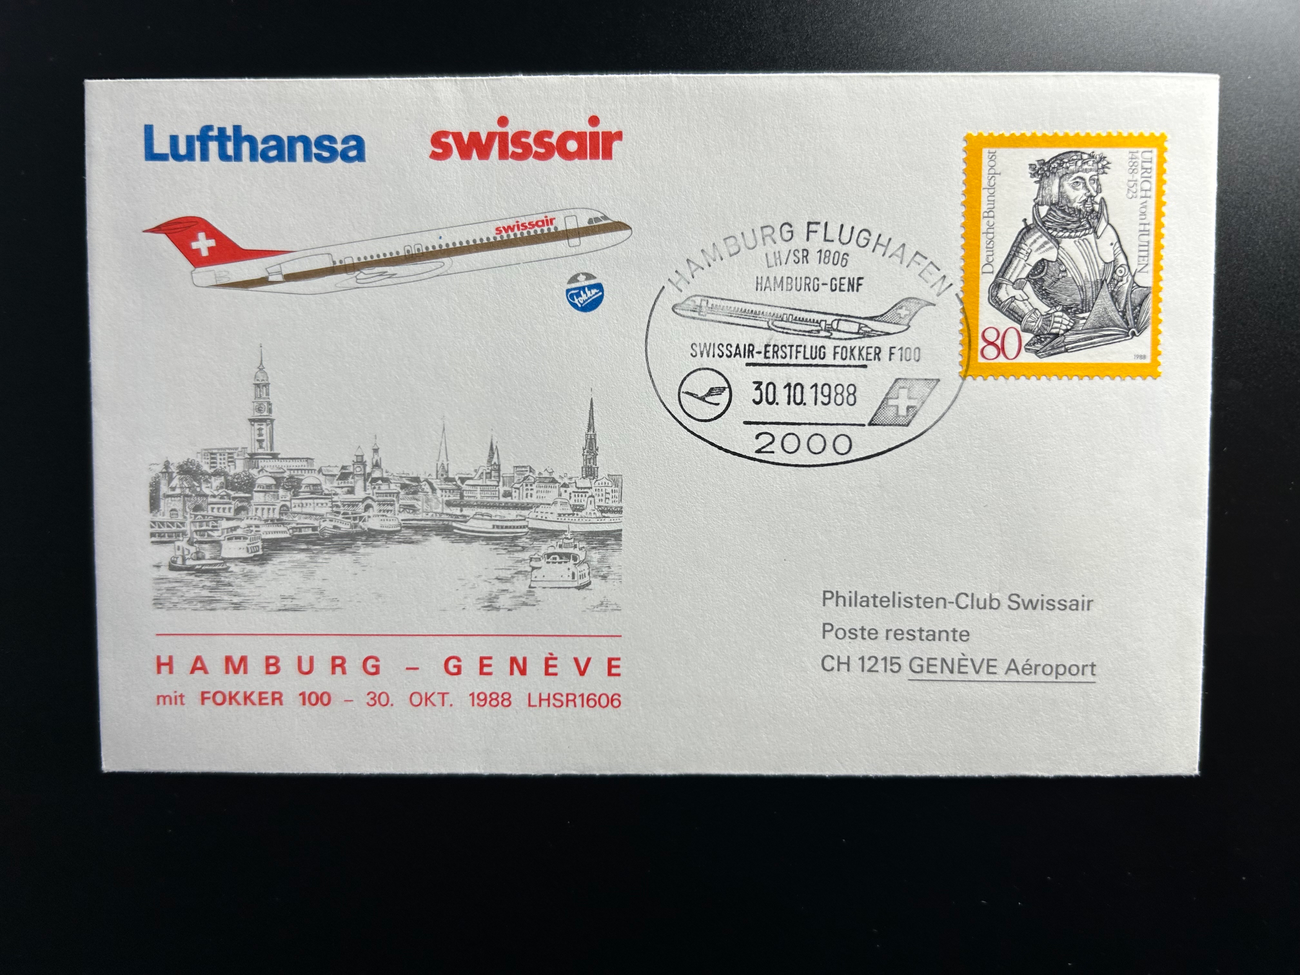 Lufthansa
swissair
swissair
Fokker
HAMBURG – GENÈVE
mit FOKKER 100 – 30. OKT. 1988 LHSR1606
HAMBURG FLUGHAFEN
LH/SR 1806
HAMBURG-GENF
SWISSAIR-ERSTFLUG FOKKER F100
30.10.1988
2000
Deutsche Bundespost
ULRICH von HUTTEN
1488-1523
80
1988
Philatelisten-Club Swissair
Poste restante
CH 1215 GENÈVE Aéroport